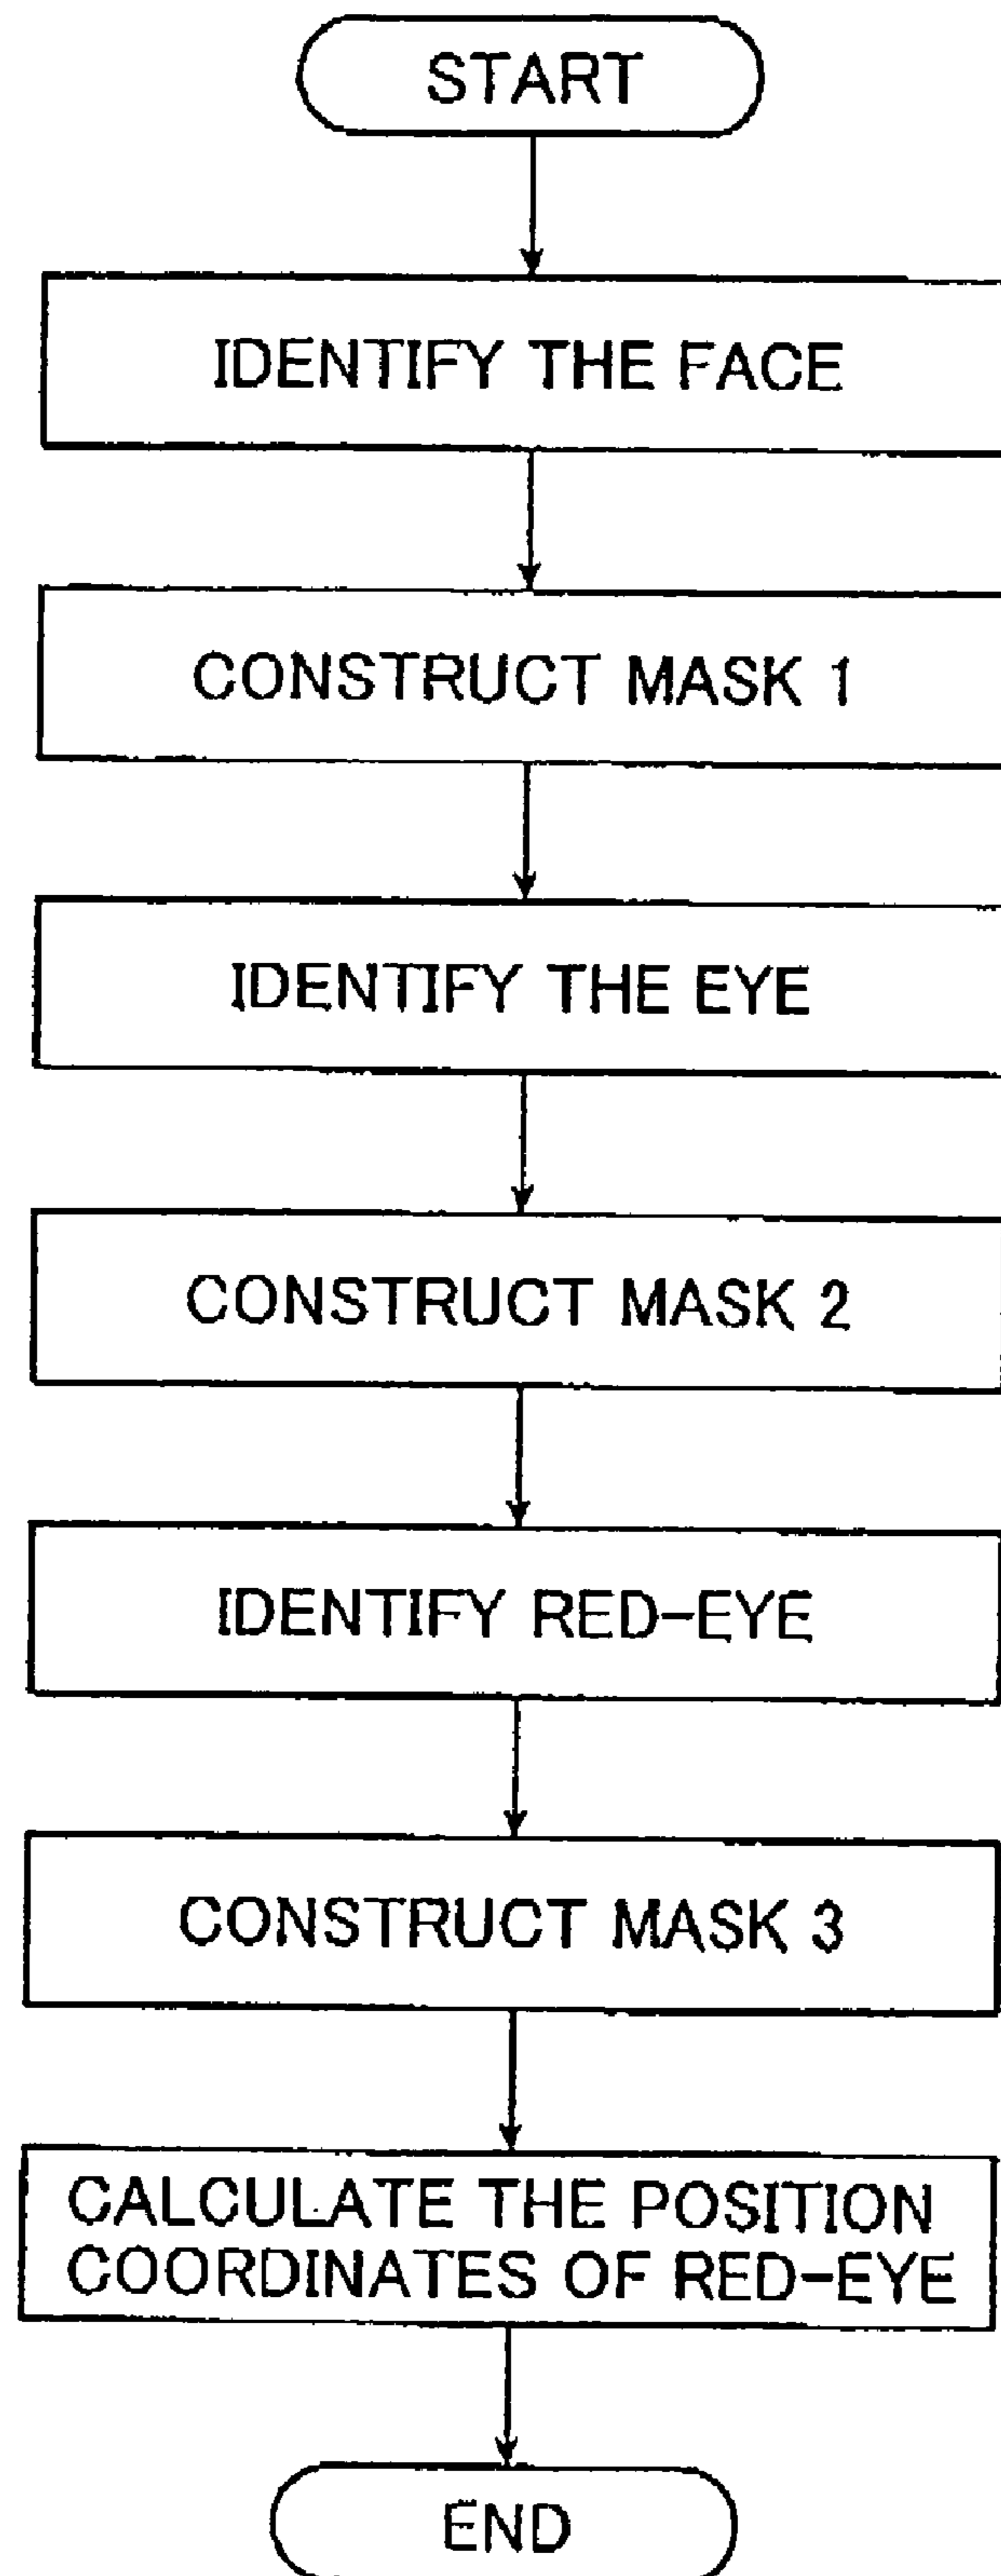 START
IDENTIFY THE FACE
CONSTRUCT MASK 1
IDENTIFY THE EYE
CONSTRUCT MASK 2
IDENTIFY RED-EYE
CONSTRUCT MASK 3
CALCULATE THE POSITION
COORDINATES OF RED-EYE
END